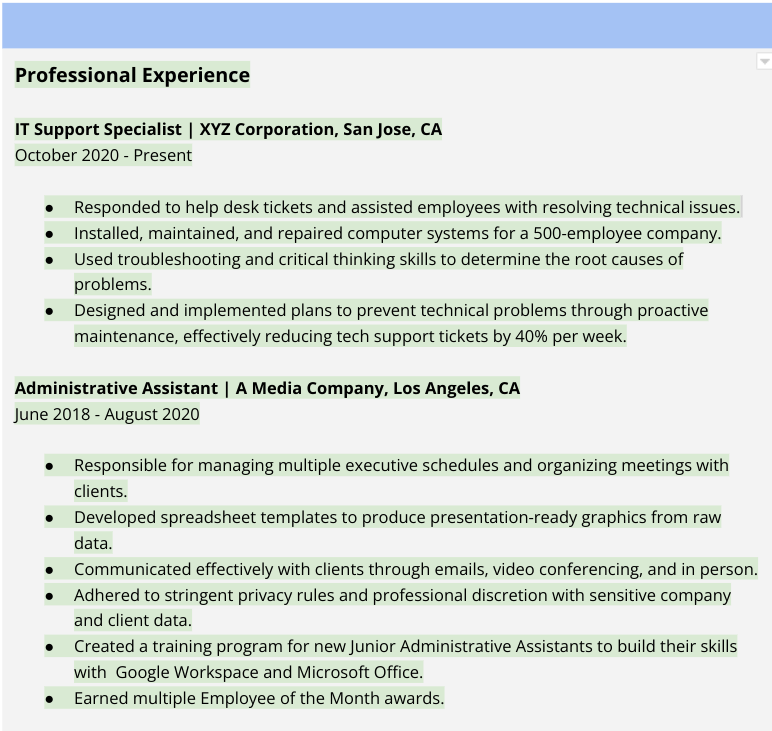 Professional Experience
IT Support Specialist | XYZ Corporation, San Jose, CA
October 2020 - Present
● Responded to help desk tickets and assisted employees with resolving technical issues.
● Installed, maintained, and repaired computer systems for a 500-employee company.
● Used troubleshooting and critical thinking skills to determine the root causes of
problems.
● Designed and implemented plans to prevent technical problems through proactive
maintenance, effectively reducing tech support tickets by 40% per week.
Administrative Assistant | A Media Company, Los Angeles, CA
June 2018 - August 2020
● Responsible for managing multiple executive schedules and organizing meetings with
clients.
● Developed spreadsheet templates to produce presentation-ready graphics from raw
data.
● Communicated effectively with clients through emails, video conferencing, and in person.
● Adhered to stringent privacy rules and professional discretion with sensitive company
and client data.
● Created a training program for new Junior Administrative Assistants to build their skills
with  Google Workspace and Microsoft Office.
● Earned multiple Employee of the Month awards.